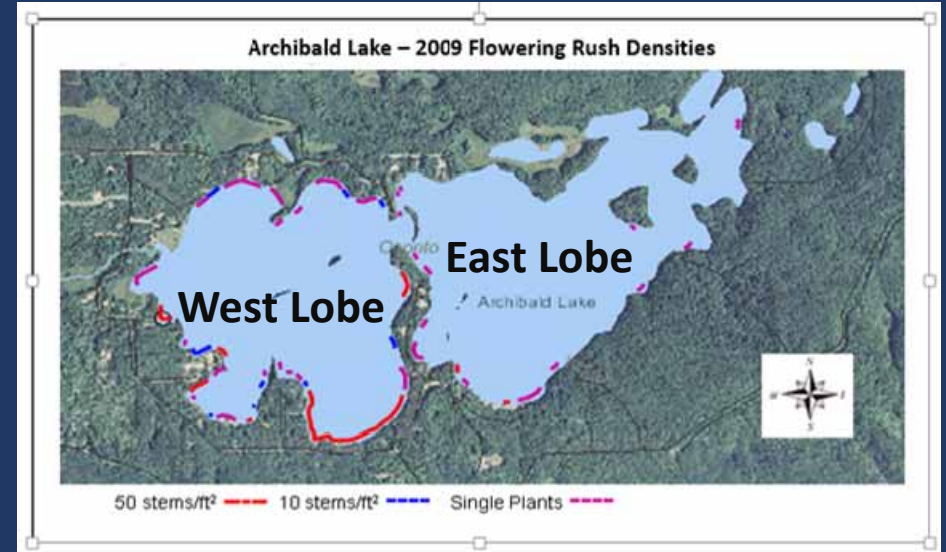 Archibald Lake – 2009 Flowering Rush Densities
Oconto
East Lobe
West Lobe
Archibald Lake
N
S
50 stems/ft²
10 stems/ft²
Single Plants